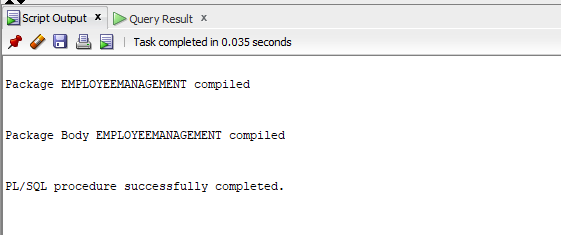 Script Output x Query Result x
Task completed in 0.035 seconds
Package EMPLOYEEMANAGEMENT compiled
Package Body EMPLOYEEMANAGEMENT compiled
PL/SQL procedure successfully completed.